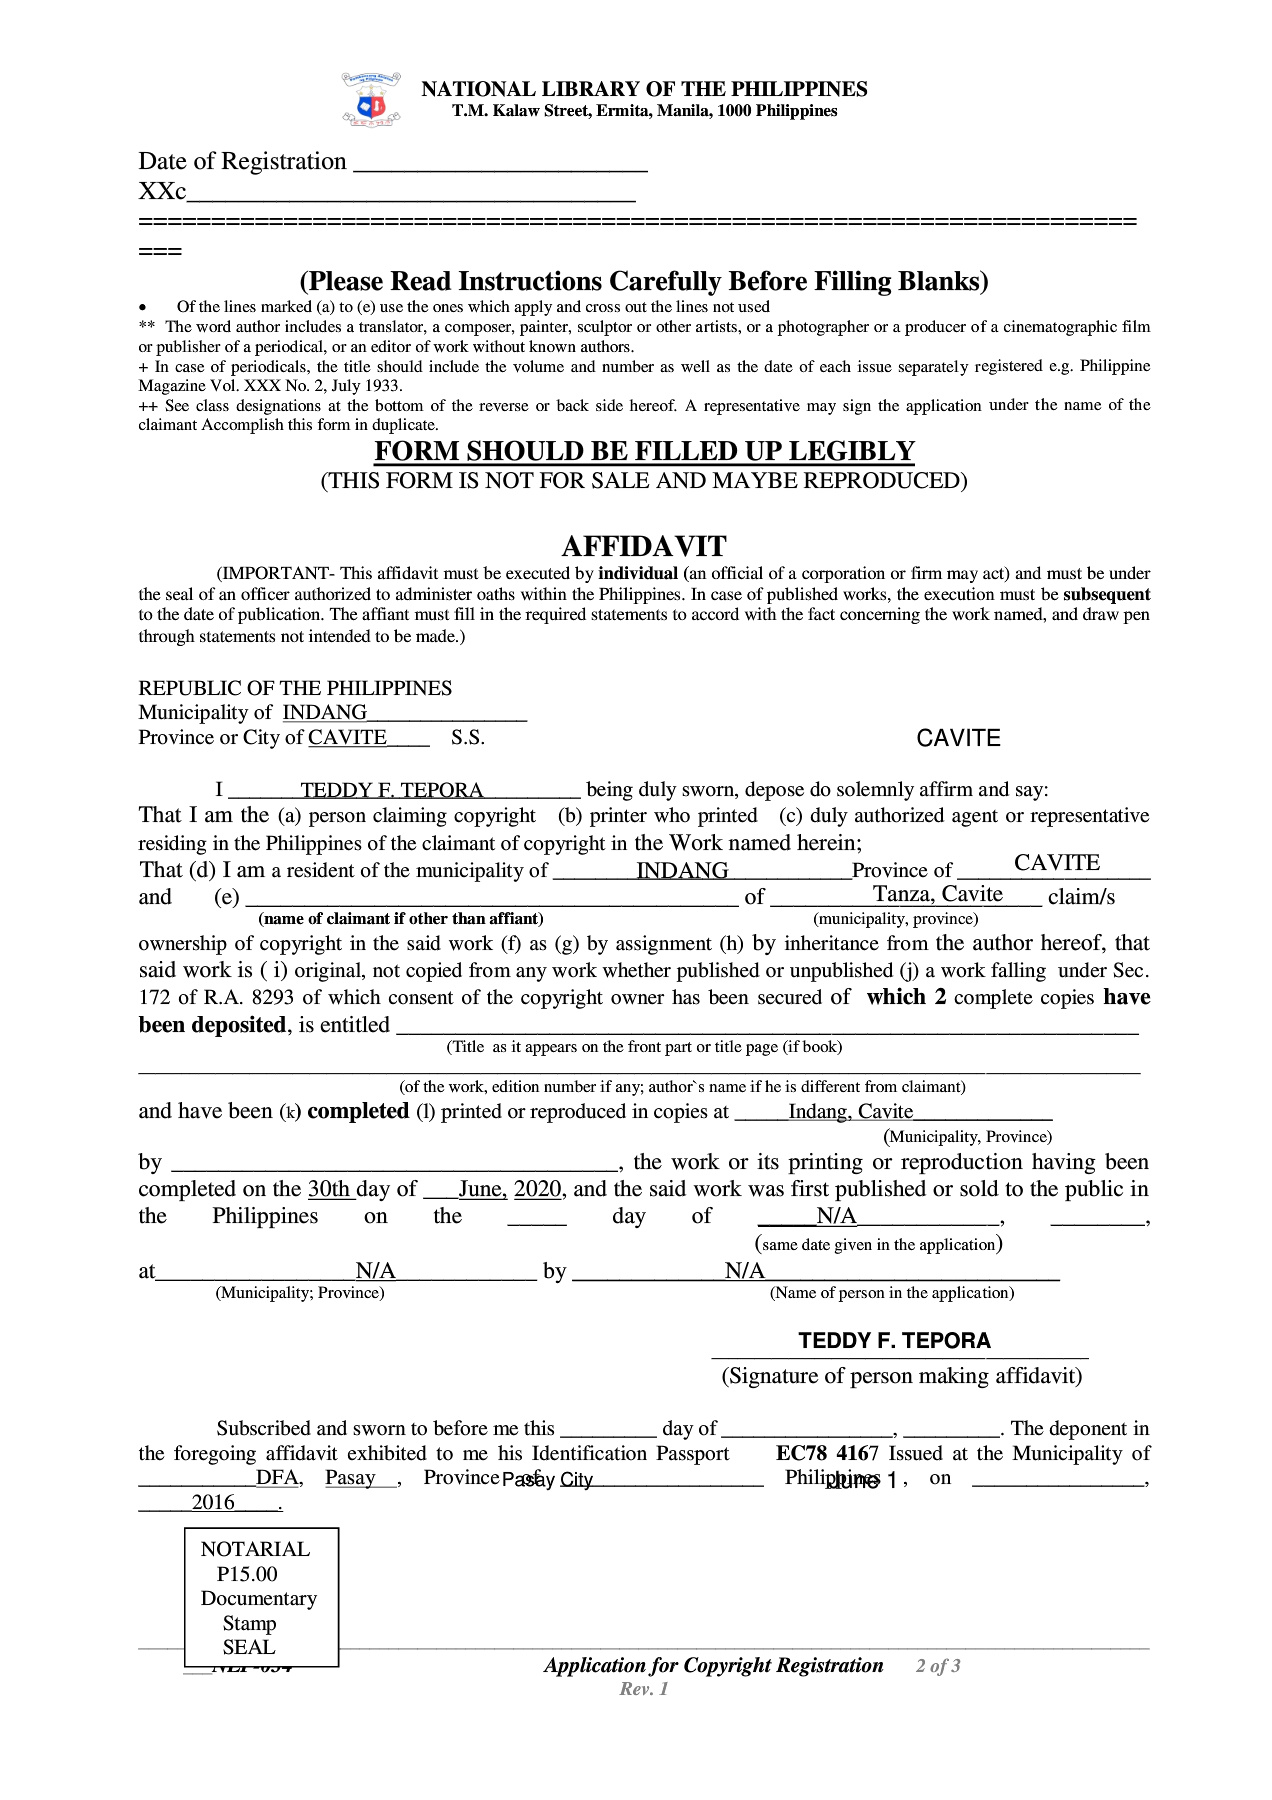 NATIONAL LIBRARY OF THE PHILIPPINES
T.M. Kalaw Street, Ermita, Manila, 1000 Philippines
Date of Registration _______________________
XXc___________________________________
=====================================================================
===
(Please Read Instructions Carefully Before Filling Blanks)
• Of the lines marked (a) to (e) use the ones which apply and cross out the lines not used
** The word author includes a translator, a composer, painter, sculptor or other artists, or a photographer or a producer of a cinematographic film
or publisher of a periodical, or an editor of work without known authors.
+ In case of periodicals, the title should include the volume and number as well as the date of each issue separately registered e.g. Philippine
Magazine Vol. XXX No. 2, July 1933.
++ See class designations at the bottom of the reverse or back side hereof. A representative may sign the application under the name of the
claimant Accomplish this form in duplicate.
FORM SHOULD BE FILLED UP LEGIBLY
(THIS FORM IS NOT FOR SALE AND MAYBE REPRODUCED)
AFFIDAVIT
(IMPORTANT- This affidavit must be executed by individual (an official of a corporation or firm may act) and must be under
the seal of an officer authorized to administer oaths within the Philippines. In case of published works, the execution must be subsequent
to the date of publication. The affiant must fill in the required statements to accord with the fact concerning the work named, and draw pen
through statements not intended to be made.)
REPUBLIC OF THE PHILIPPINES
Municipality of INDANG_______________
Province or City of CAVITE____ S.S. CAVITE
I _______TEDDY F. TEPORA_________ being duly sworn, depose do solemnly affirm and say:
That I am the (a) person claiming copyright (b) printer who printed (c) duly authorized agent or representative
residing in the Philippines of the claimant of copyright in the Work named herein;
That (d) I am a resident of the municipality of _______INDANG__________Province of CAVITE
and (e) __________________________________________ of Tanza, Cavite claim/s
(name of claimant if other than affiant) (municipality, province)
ownership of copyright in the said work (f) as (g) by assignment (h) by inheritance from the author hereof, that
said work is ( i) original, not copied from any work whether published or unpublished (j) a work falling under Sec.
172 of R.A. 8293 of which consent of the copyright owner has been secured of which 2 complete copies have
been deposited, is entitled ________________________________________________________________
(Title as it appears on the front part or title page (if book)
______________________________________________________________________________________
(of the work, edition number if any; author`s name if he is different from claimant)
and have been (k) completed (l) printed or reproduced in copies at _____Indang, Cavite_____________
(Municipality, Province)
by ______________________________________, the work or its printing or reproduction having been
completed on the 30th day of ___June, 2020, and the said work was first published or sold to the public in
the Philippines on the _____ day of _____N/A____________, ________,
(same date given in the application)
at_________________N/A____________ by _____________N/A_________________________
(Municipality; Province) (Name of person in the application)
TEDDY F. TEPORA
(Signature of person making affidavit)
Subscribed and sworn to before me this _________ day of ________________, _________. The deponent in
the foregoing affidavit exhibited to me his Identification Passport EC78 4167 Issued at the Municipality of
___________DFA, Pasay__, Province of Pasay City Philippines June 1, on ________________,
_____2016____.
NOTARIAL
P15.00
Documentary
Stamp
SEAL
___NLP-034 Application for Copyright Registration 2 of 3
Rev. 1